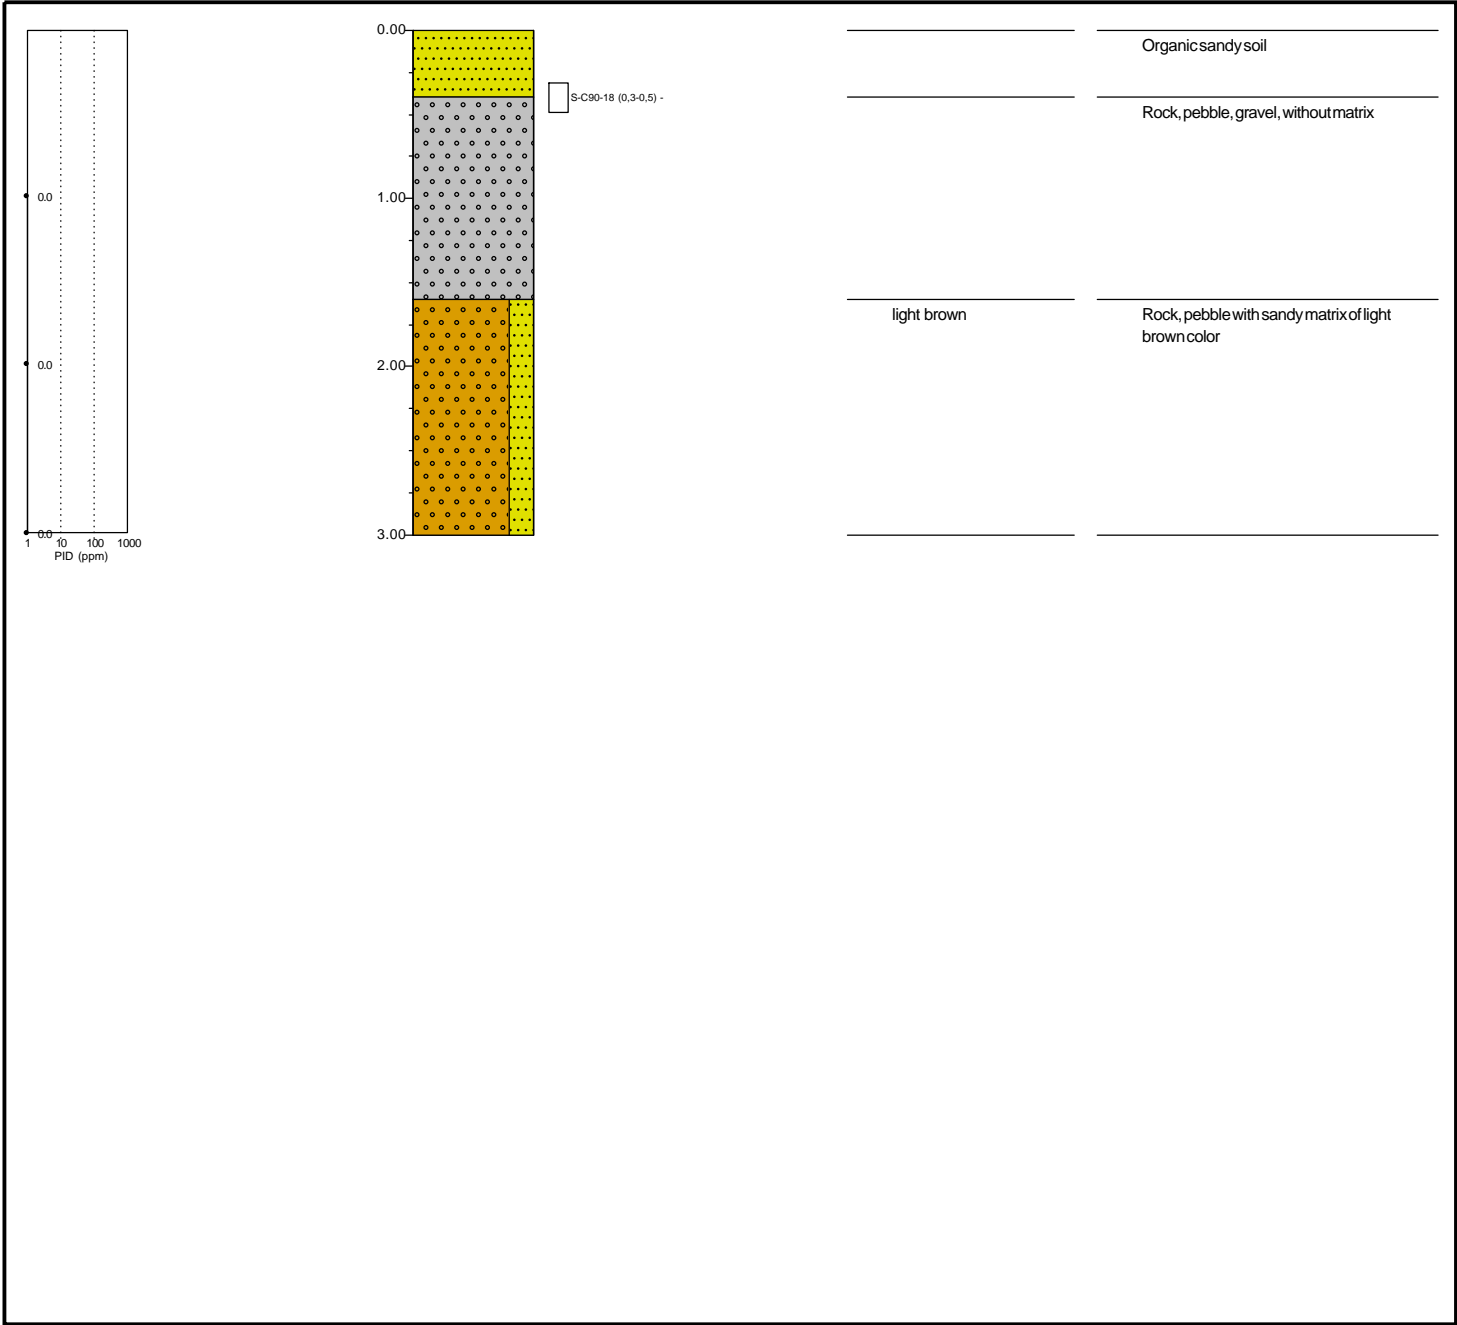 0.00
Organic sandy soil
S-C90-18 (0,3-0,5) -
Rock, pebble, gravel, without matrix
0.0
1.00
light brown
Rock, pebble with sandy matrix of light
brown color
0.0
2.00
0.0
3.00
1 10 100 1000
PID (ppm)